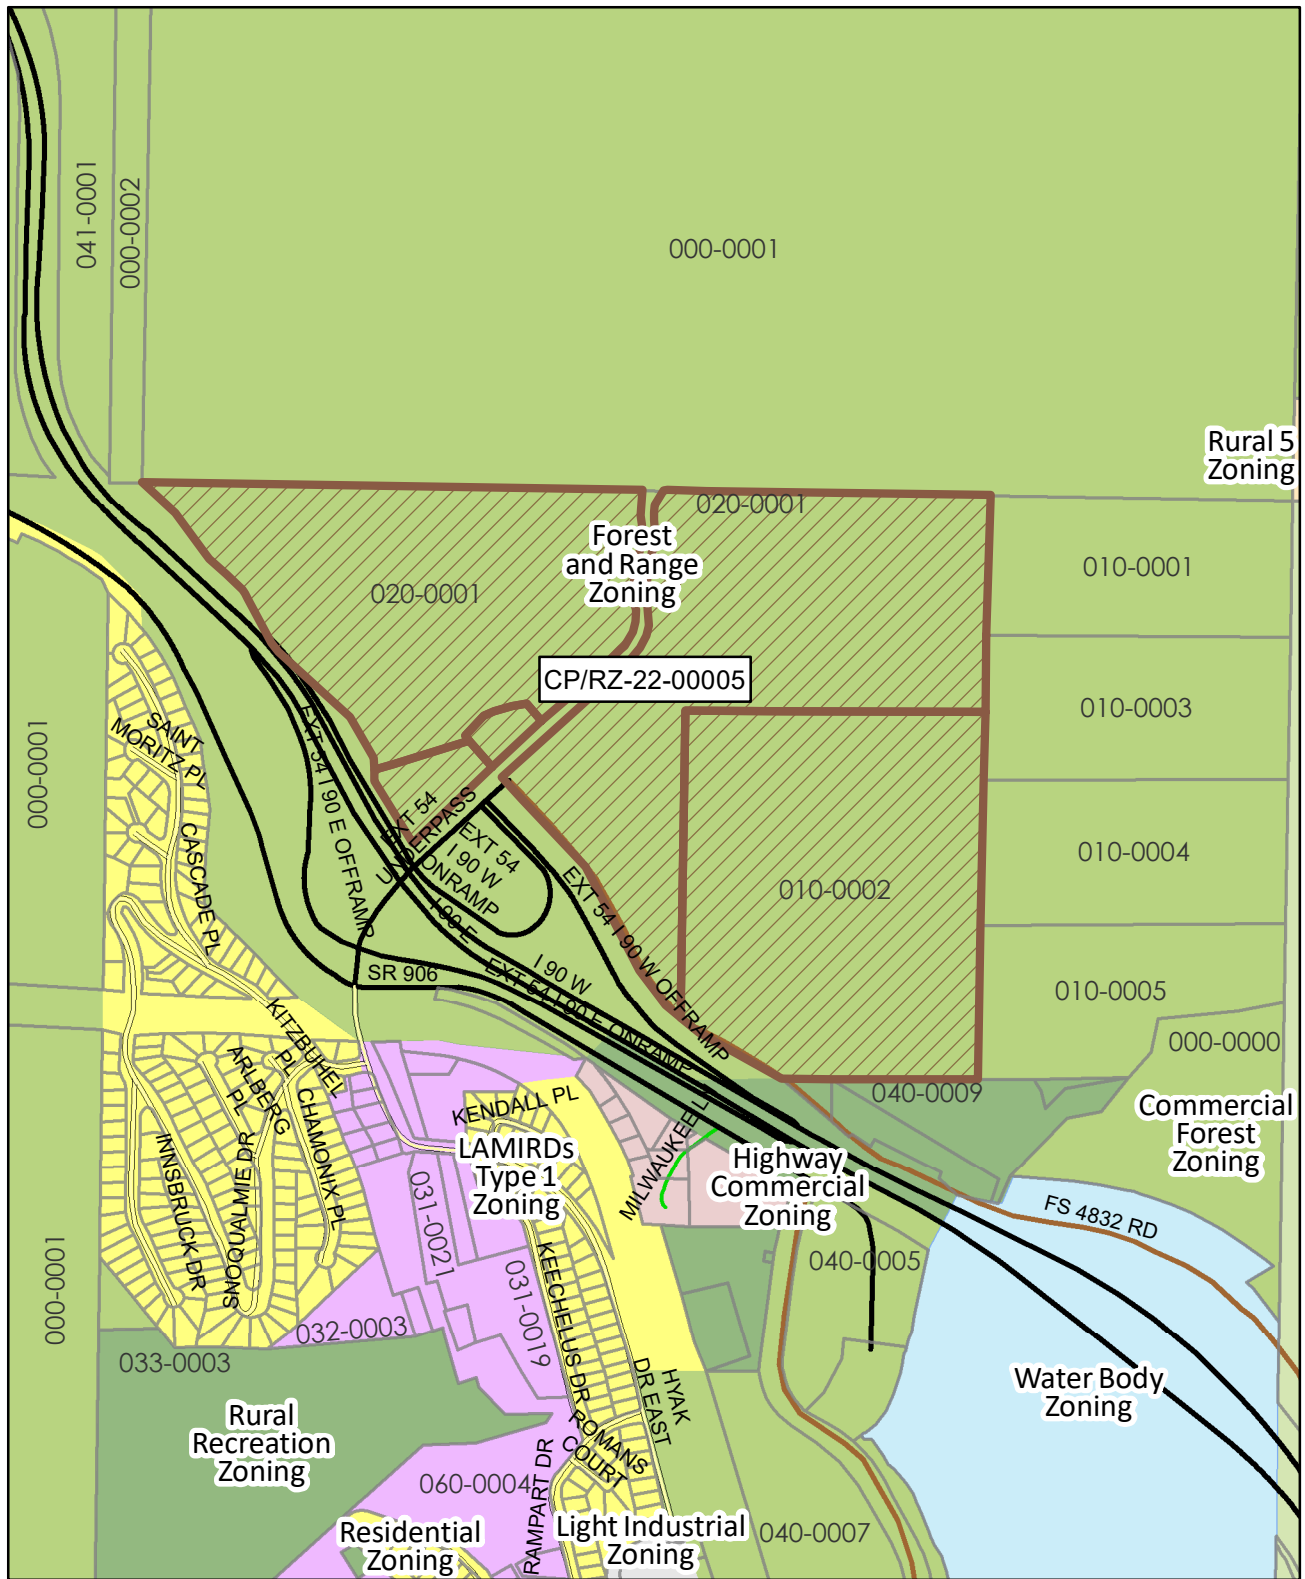 041-0001
000-0002
000-0001
Rural 5
Zoning
020-0001
Forest
and Range
Zoning
020-0001
010-0001
CP/RZ-22-00005
010-0003
000-0001
SAINT
MORITZ PL
EXT 54 I 90 E OFFRAMP
EXT 54
UNDERPASS
EXT 54
I 90 W
ONRAMP
CASCADE PL
010-0004
010-0002
EXT 54 I 90 W OFFRAMP
I 90 E
I 90 W
SR 906
EXT 54 I 90 E ONRAMP
010-0005
000-0000
KITZBUHEL
PL
ARLBERG
PL
CHAMONIX PL
040-0009
Commercial
Forest
Zoning
KENDALL PL
MILWAUKEE LN
LAMIRDs
Type 1
Zoning
Highway
Commercial
Zoning
INNSBRUCK DR
SNOQUALMIE DR
031-0021
FS 4832 RD
000-0001
040-0005
KEECHELUS DR
031-0019
032-0003
033-0003
HYAK
DR EAST
Water Body
Zoning
Rural
Recreation
Zoning
ROMANS
COURT
060-0004
RAMPART DR
Residential
Zoning
Light Industrial
Zoning
040-0007